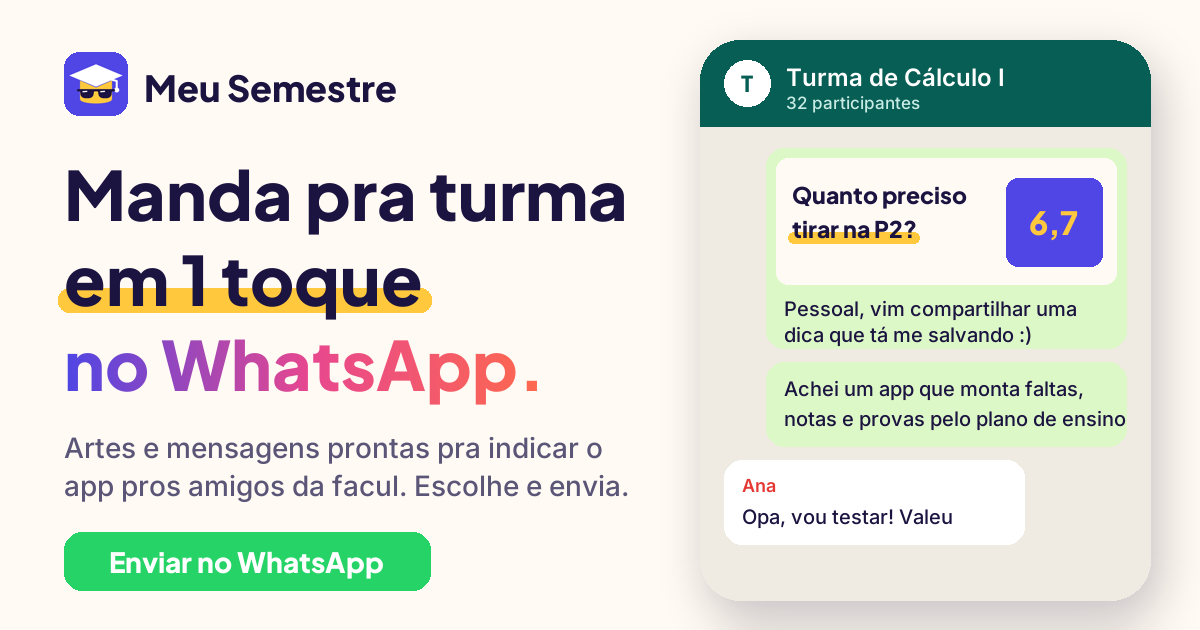 Meu Semestre
Manda pra turma
em 1 toque
no WhatsApp.
Artes e mensagens prontas pra indicar o
app pros amigos da facul. Escolhe e envia.
Enviar no WhatsApp
T
Turma de Cálculo I
32 participantes
Quanto preciso
tirar na P2?
6,7
Pessoal, vim compartilhar uma
dica que tá me salvando :)
Achei um app que monta faltas,
notas e provas pelo plano de ensino
Ana
Opa, vou testar! Valeu